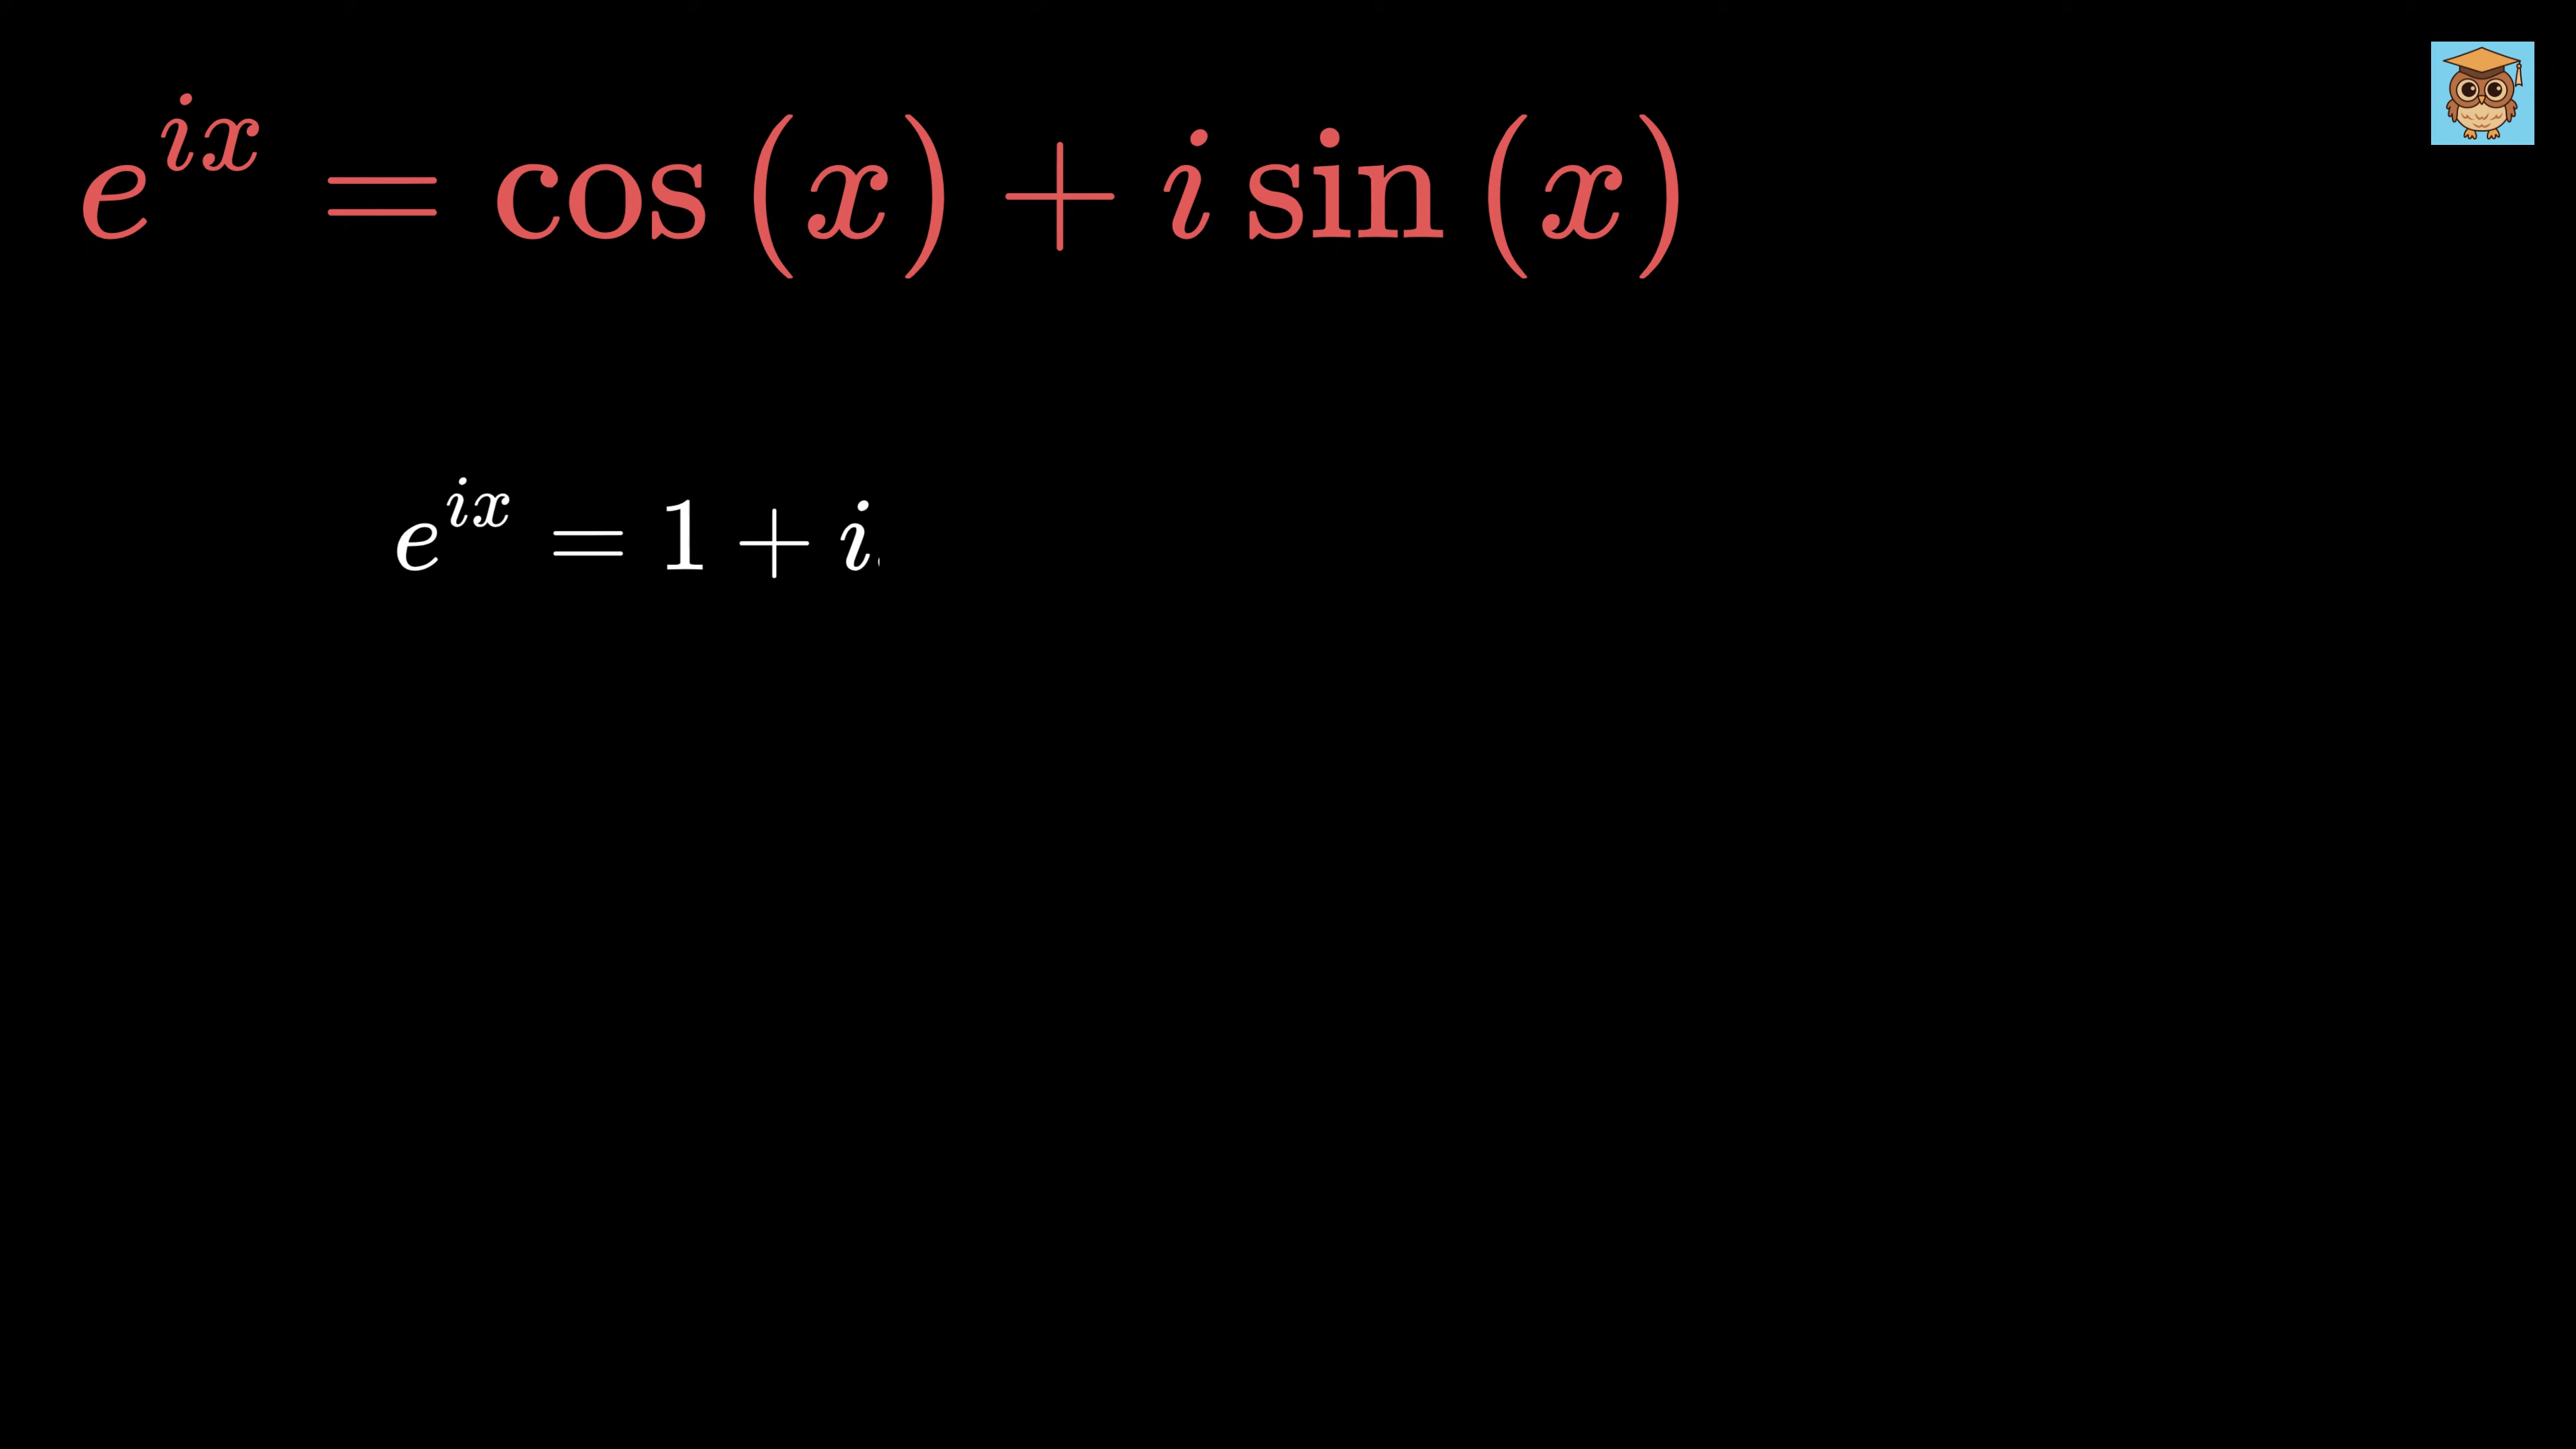 e^{ix} = cos (x) + i sin (x)
e^{ix} = 1 + i